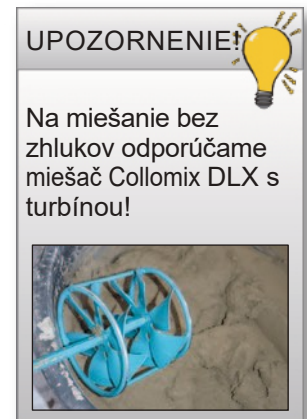 UPOZORNENIE!
Na miešanie bez
zhlukov odporúčame
miešač Collomix DLX s
turbínou!